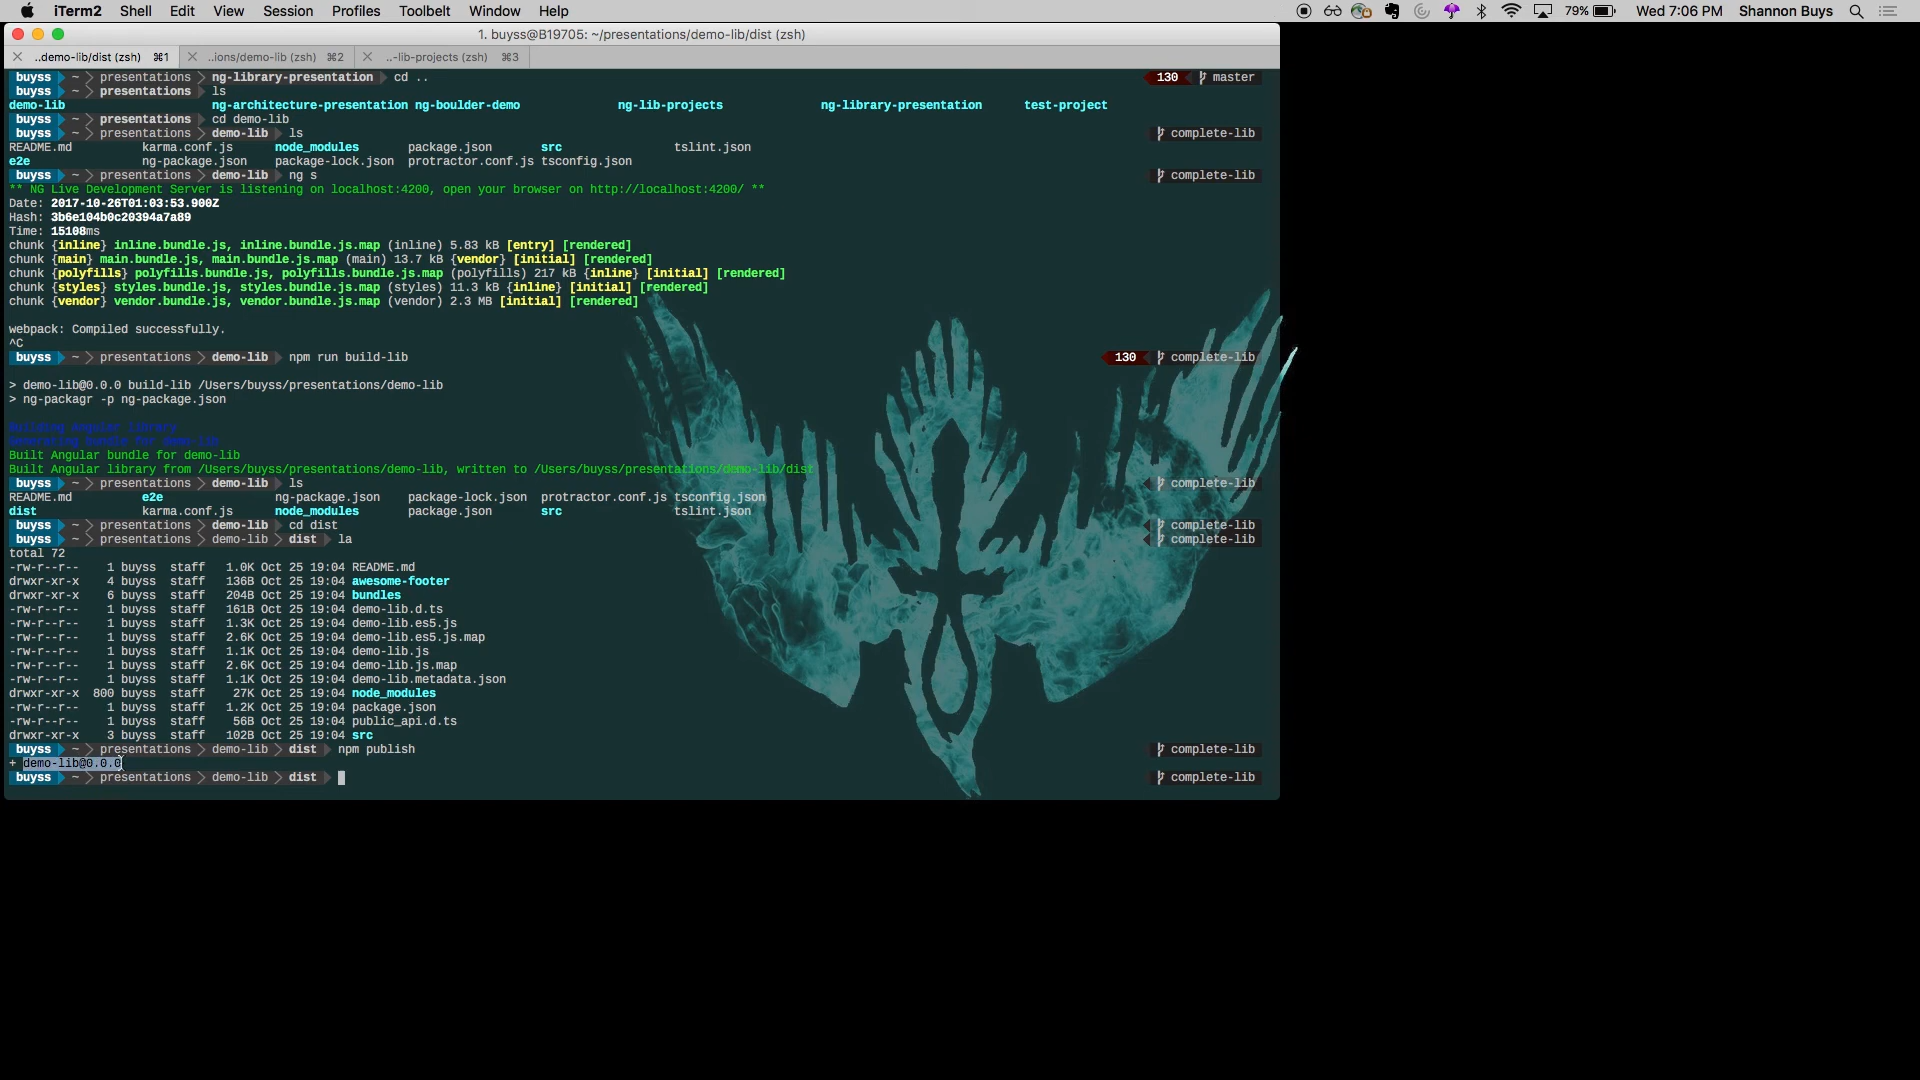 iTerm2 Shell Edit View Session Profiles Toolbelt Window Help 79% Wed 7:06 PM Shannon Buys
1. buyss@B19705: ~/presentations/demo-lib/dist (zsh)
..demo-lib/dist (zsh) ⌘1 ..ions/demo-lib (zsh) ⌘2 ..-lib-projects (zsh) ⌘3
buyss ~ presentations ng-library-presentation cd .. 130 master
buyss ~ presentations ls
demo-lib ng-architecture-presentation ng-boulder-demo ng-lib-projects ng-library-presentation test-project
buyss ~ presentations cd demo-lib
buyss ~ presentations demo-lib ls complete-lib
README.md karma.conf.js node_modules package.json src tslint.json
e2e ng-package.json package-lock.json protractor.conf.js tsconfig.json
buyss ~ presentations demo-lib ng s complete-lib
** NG Live Development Server is listening on localhost:4200, open your browser on http://localhost:4200/ **
Date: 2017-10-26T01:03:53.900Z
Hash: 3b6e104b0c20394a7a89
Time: 15108ms
chunk {inline} inline.bundle.js, inline.bundle.js.map (inline) 5.83 kB [entry] [rendered]
chunk {main} main.bundle.js, main.bundle.js.map (main) 13.7 kB {vendor} [initial] [rendered]
chunk {polyfills} polyfills.bundle.js, polyfills.bundle.js.map (polyfills) 217 kB {inline} [initial] [rendered]
chunk {styles} styles.bundle.js, styles.bundle.js.map (styles) 11.3 kB {inline} [initial] [rendered]
chunk {vendor} vendor.bundle.js, vendor.bundle.js.map (vendor) 2.3 MB [initial] [rendered]
webpack: Compiled successfully.
^C
buyss ~ presentations demo-lib npm run build-lib 130 complete-lib
> demo-lib@0.0.0 build-lib /Users/buyss/presentations/demo-lib
> ng-packagr -p ng-package.json
Building Angular library
Generating bundle for demo-lib
Built Angular bundle for demo-lib
Built Angular library from /Users/buyss/presentations/demo-lib, written to /Users/buyss/presentations/demo-lib/dist
buyss ~ presentations demo-lib ls complete-lib
README.md e2e ng-package.json package-lock.json protractor.conf.js tsconfig.json
dist karma.conf.js node_modules package.json src tslint.json
buyss ~ presentations demo-lib cd dist complete-lib
buyss ~ presentations demo-lib dist la complete-lib
total 72
-rw-r--r-- 1 buyss staff 1.0K Oct 25 19:04 README.md
drwxr-xr-x 4 buyss staff 136B Oct 25 19:04 awesome-footer
drwxr-xr-x 6 buyss staff 204B Oct 25 19:04 bundles
-rw-r--r-- 1 buyss staff 161B Oct 25 19:04 demo-lib.d.ts
-rw-r--r-- 1 buyss staff 1.3K Oct 25 19:04 demo-lib.es5.js
-rw-r--r-- 1 buyss staff 2.6K Oct 25 19:04 demo-lib.es5.js.map
-rw-r--r-- 1 buyss staff 1.1K Oct 25 19:04 demo-lib.js
-rw-r--r-- 1 buyss staff 2.6K Oct 25 19:04 demo-lib.js.map
-rw-r--r-- 1 buyss staff 1.1K Oct 25 19:04 demo-lib.metadata.json
drwxr-xr-x 800 buyss staff 27K Oct 25 19:04 node_modules
-rw-r--r-- 1 buyss staff 1.2K Oct 25 19:04 package.json
-rw-r--r-- 1 buyss staff 56B Oct 25 19:04 public_api.d.ts
drwxr-xr-x 3 buyss staff 102B Oct 25 19:04 src
buyss ~ presentations demo-lib dist npm publish complete-lib
+ demo-lib@0.0.0
buyss ~ presentations demo-lib dist complete-lib